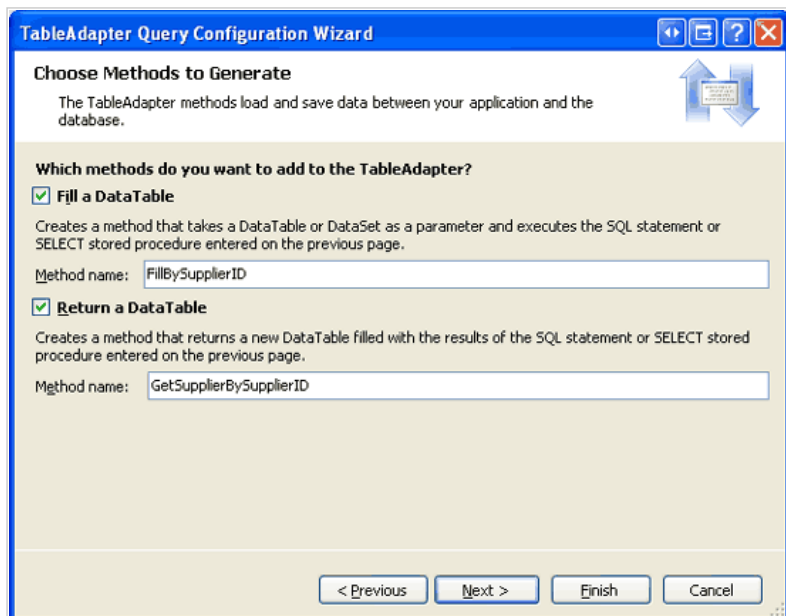 TableAdapter Query Configuration Wizard
Choose Methods to Generate
The TableAdapter methods load and save data between your application and the
database.
Which methods do you want to add to the TableAdapter?
Fill a DataTable
Creates a method that takes a DataTable or DataSet as a parameter and executes the SQL statement or
SELECT stored procedure entered on the previous page.
Method name: FillBySupplierID
Return a DataTable
Creates a method that returns a new DataTable filled with the results of the SQL statement or SELECT stored
procedure entered on the previous page.
Method name: GetSupplierBySupplierID
< Previous Next > Finish Cancel